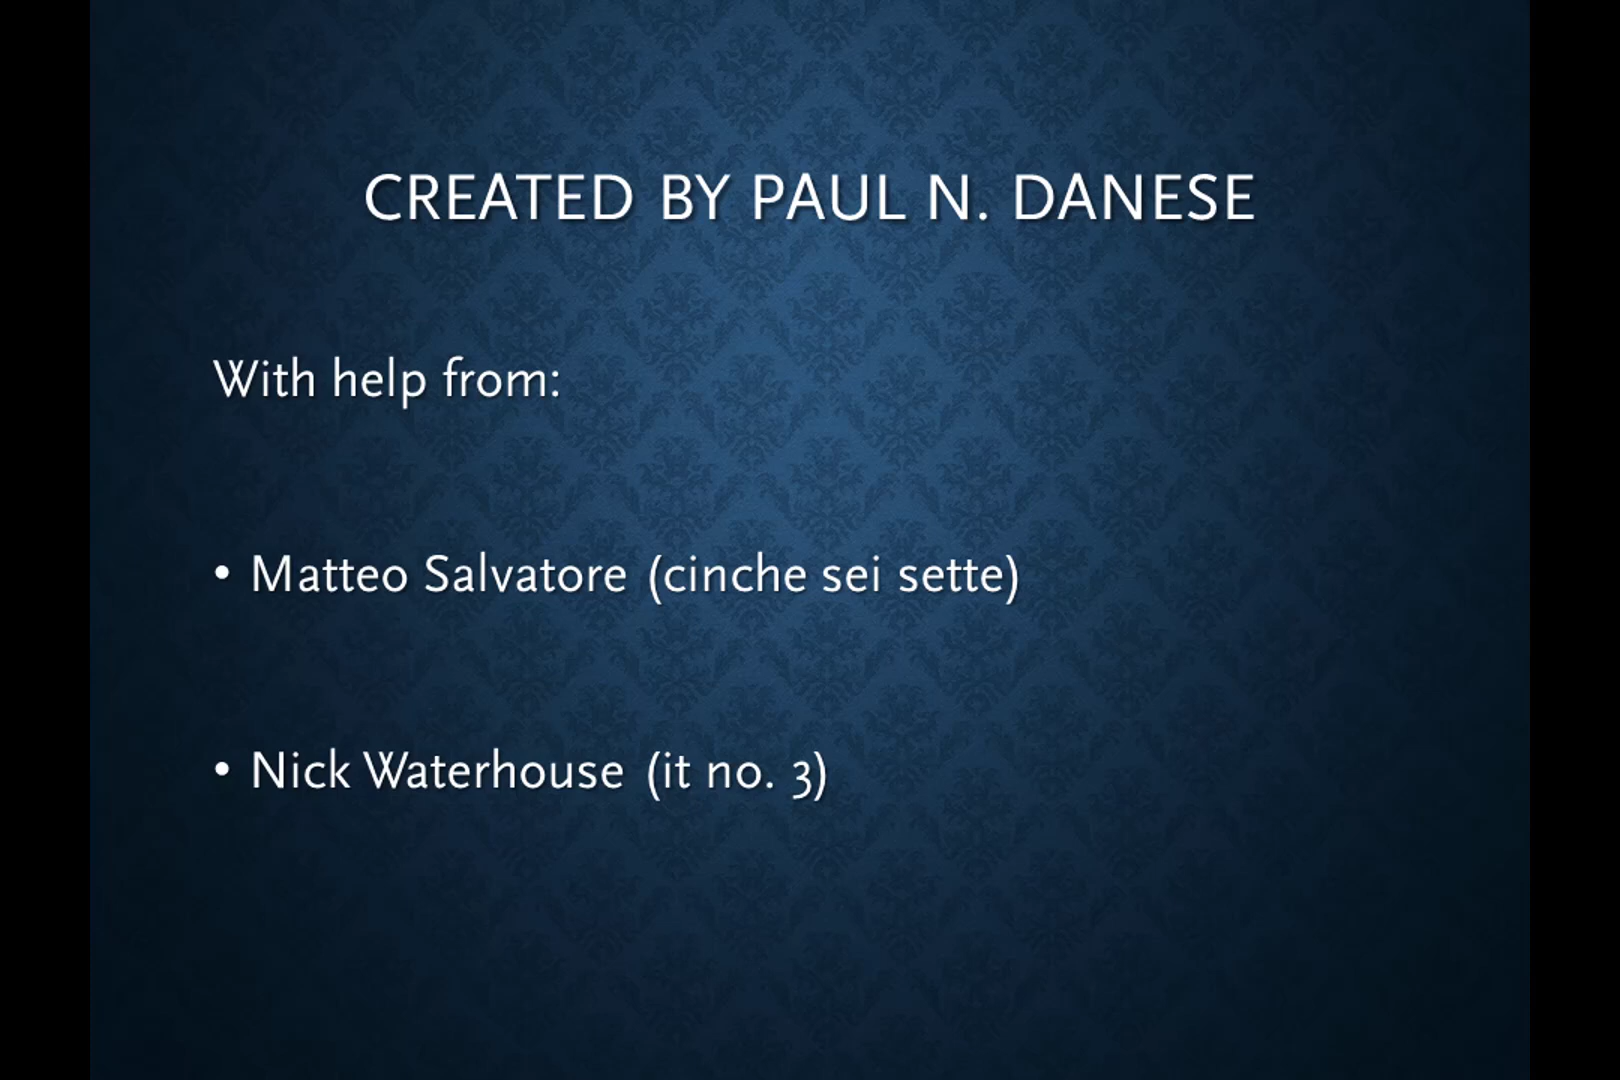 CREATED BY PAUL N. DANESE
With help from:
• Matteo Salvatore (cinche sei sette)
• Nick Waterhouse (it no. 3)